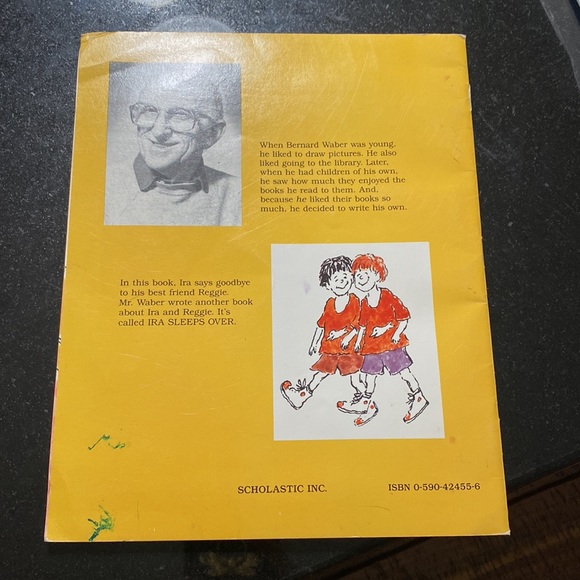 When Bernard Waber was young,
he liked to draw pictures. He also
liked going to the library. Later,
when he had children of his own,
he saw how much they enjoyed the
books he read to them. And,
because he liked their books so
much, he decided to write his own.
In this book, Ira says goodbye
to his best friend Reggie.
Mr. Waber wrote another book
about Ira and Reggie. It's
called IRA SLEEPS OVER.
SCHOLASTIC INC.
ISBN 0-590-42455-6